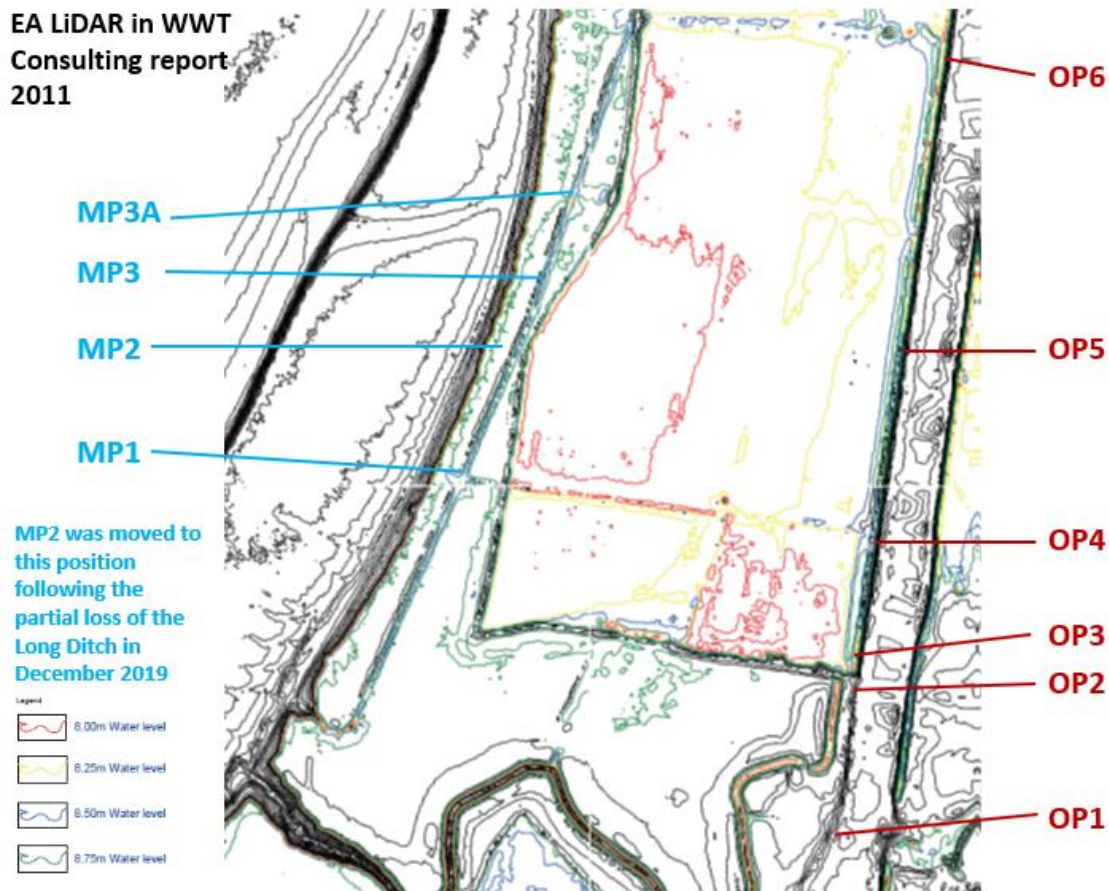 EA LiDAR in WWT
Consulting report
2011
MP3A
MP3
MP2
MP1
MP2 was moved to
this position
following the
partial loss of the
Long Ditch in
December 2019
Legend
8.00m Water level
8.25m Water level
8.50m Water level
8.75m Water level
OP6
OP5
OP4
OP3
OP2
OP1